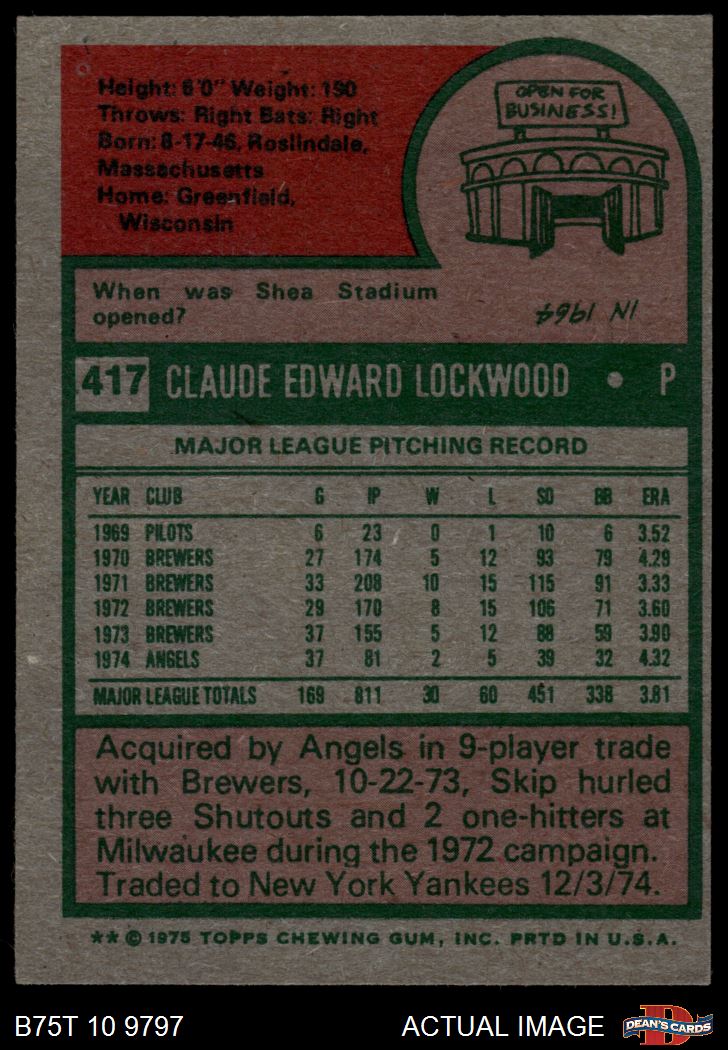 Height: 6'0" Weight: 190
Throws: Right Bats: Right
Born: 8-17-46, Roslindale,
Massachusetts
Home: Greenfield,
Wisconsin
OPEN FOR
BUSINESS!
When was Shea Stadium
opened?
IN 1964
417 CLAUDE EDWARD LOCKWOOD • P
MAJOR LEAGUE PITCHING RECORD
YEAR CLUB G IP W L SO BB ERA
1969 PILOTS 6 23 0 1 10 6 3.52
1970 BREWERS 27 174 5 12 93 79 4.29
1971 BREWERS 33 208 10 15 115 91 3.33
1972 BREWERS 29 170 8 15 106 71 3.60
1973 BREWERS 37 155 5 12 88 59 3.90
1974 ANGELS 37 81 2 5 39 32 4.32
MAJOR LEAGUE TOTALS 169 811 30 60 451 338 3.81
Acquired by Angels in 9-player trade
with Brewers, 10-22-73, Skip hurled
three Shutouts and 2 one-hitters at
Milwaukee during the 1972 campaign.
Traded to New York Yankees 12/3/74.
** © 1975 TOPPS CHEWING GUM, INC. PRTD IN U.S.A.
B75T 10 9797
ACTUAL IMAGE
D
DEAN'S CARDS